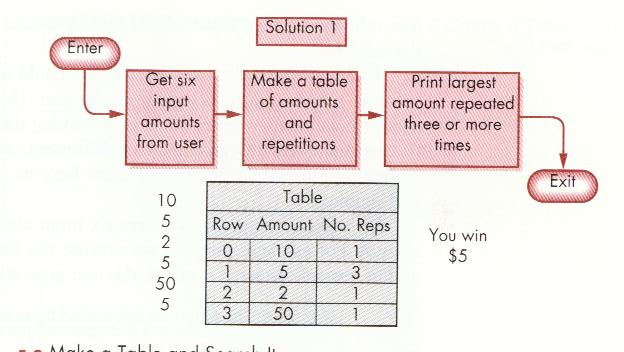 Solution 1
Enter
Get six
input
amounts
from user
Make a table
of amounts
and
repetitions
Print largest
amount repeated
three or more
times
Exit
10
5
2
5
50
5
Table
Row Amount No. Reps
0 10 1
1 5 3
2 2 1
3 50 1
You win
$5
Make a Table and Search It